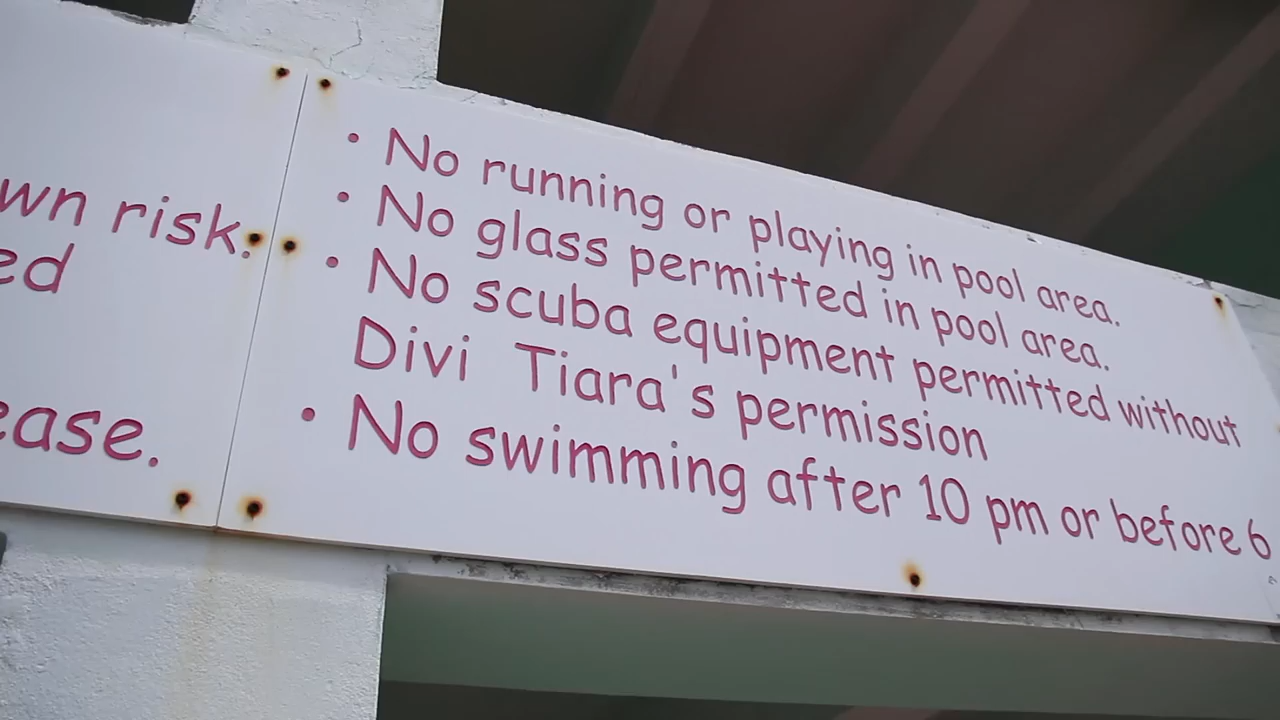 wn risk.
ed
ease.
• No running or playing in pool area.
• No glass permitted in pool area.
• No scuba equipment permitted without
Divi Tiara's permission
• No swimming after 10 pm or before 6